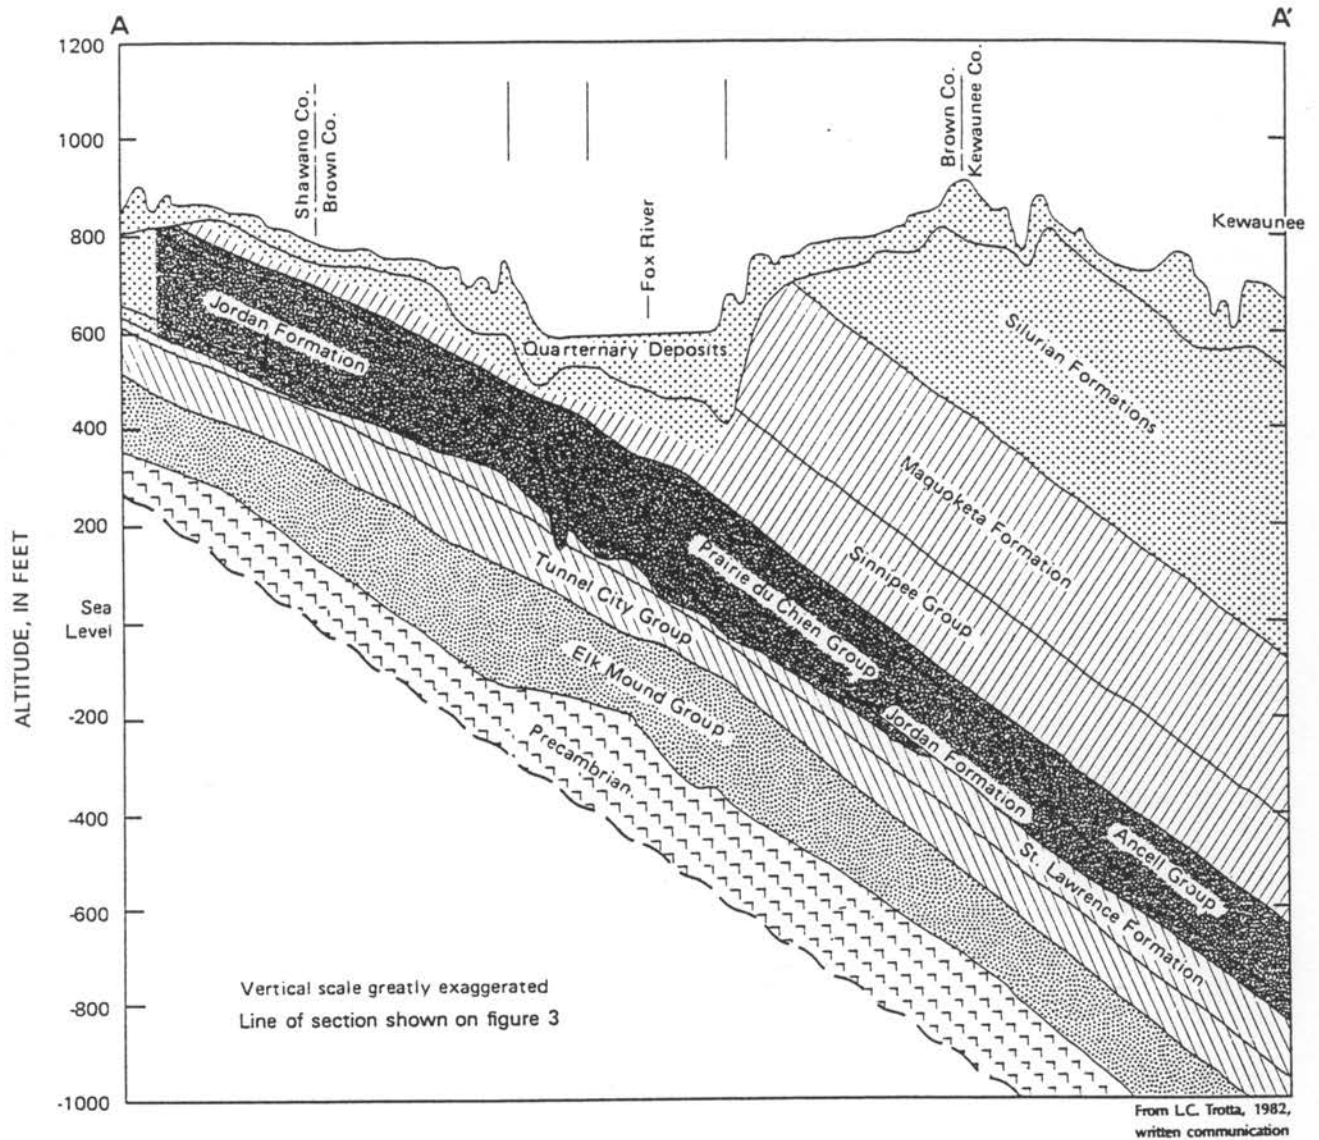 A
A'
1200
1000
800
600
400
200
Sea
Level
-200
-400
-600
-800
-1000
ALTITUDE, IN FEET
Shawano Co.
Brown Co.
Fox River
Brown Co.
Kewaunee Co.
Kewaunee
Jordan Formation
Quarternary Deposits
Silurian Formations
Maquoketa Formation
Sinnipee Group
Prairie du Chien Group
Tunnel City Group
Elk Mound Group
Precambrian
Jordan Formation
Ancell Group
St. Lawrence Formation
Vertical scale greatly exaggerated
Line of section shown on figure 3
From L.C. Trotta, 1982,
written communication